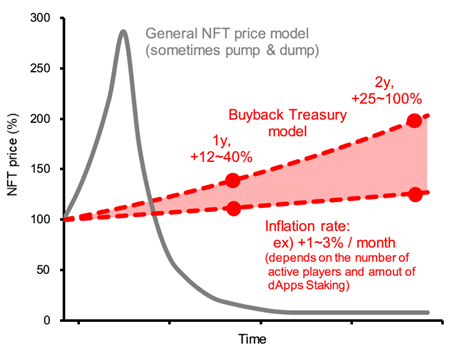 300
250
200
150
100
50
0
NFT price (%)
General NFT price model
(sometimes pump & dump)
2y,
+25~100%
Buyback Treasury
model
1y,
+12~40%
Inflation rate:
ex) +1~3% / month
(depends on the number of
active players and amout of
dApps Staking)
Time